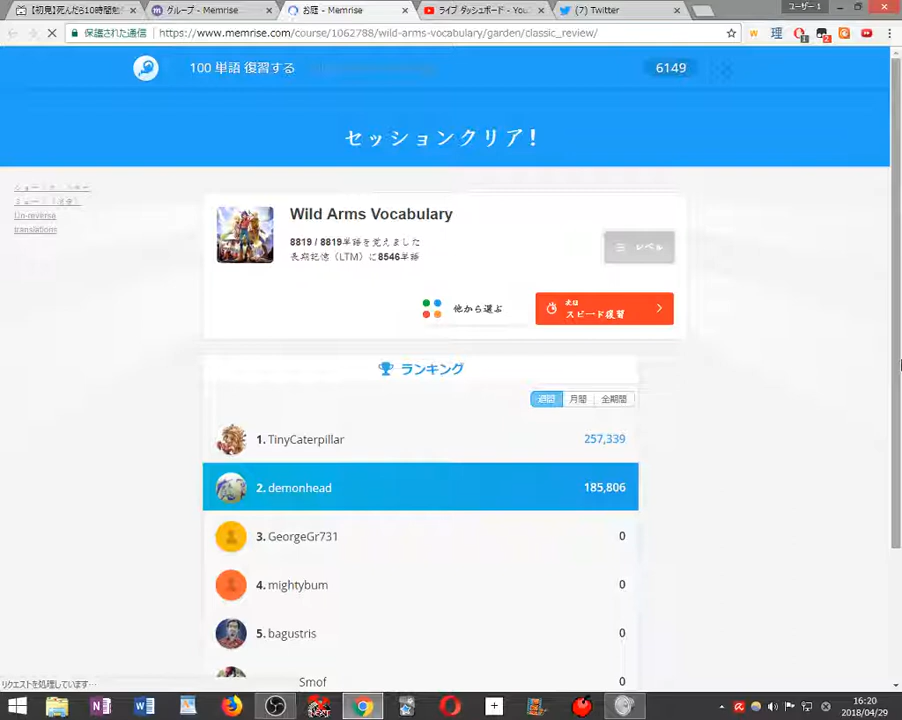 【初見】死んだら10時間勉
グループ - Memrise
お庭 - Memrise
ライブ ダッシュボード - You
(7) Twitter
ユーザー 1
保護された通信
https://www.memrise.com/course/1062788/wild-arms-vocabulary/garden/classic_review/
100 単語 復習する
6149
セッションクリア!
Un-reverse
translations
Wild Arms Vocabulary
8819 / 8819単語を覚えました
長期記憶（LTM）に8546単語
レベル
他から選ぶ
次は
スピード復習
ランキング
週間 月間 全期間
1. TinyCaterpillar 257,339
2. demonhead 185,806
3. GeorgeGr731 0
4. mightybum 0
5. bagustris 0
Smof 0
リクエストを処理しています…
16:20
2018/04/29